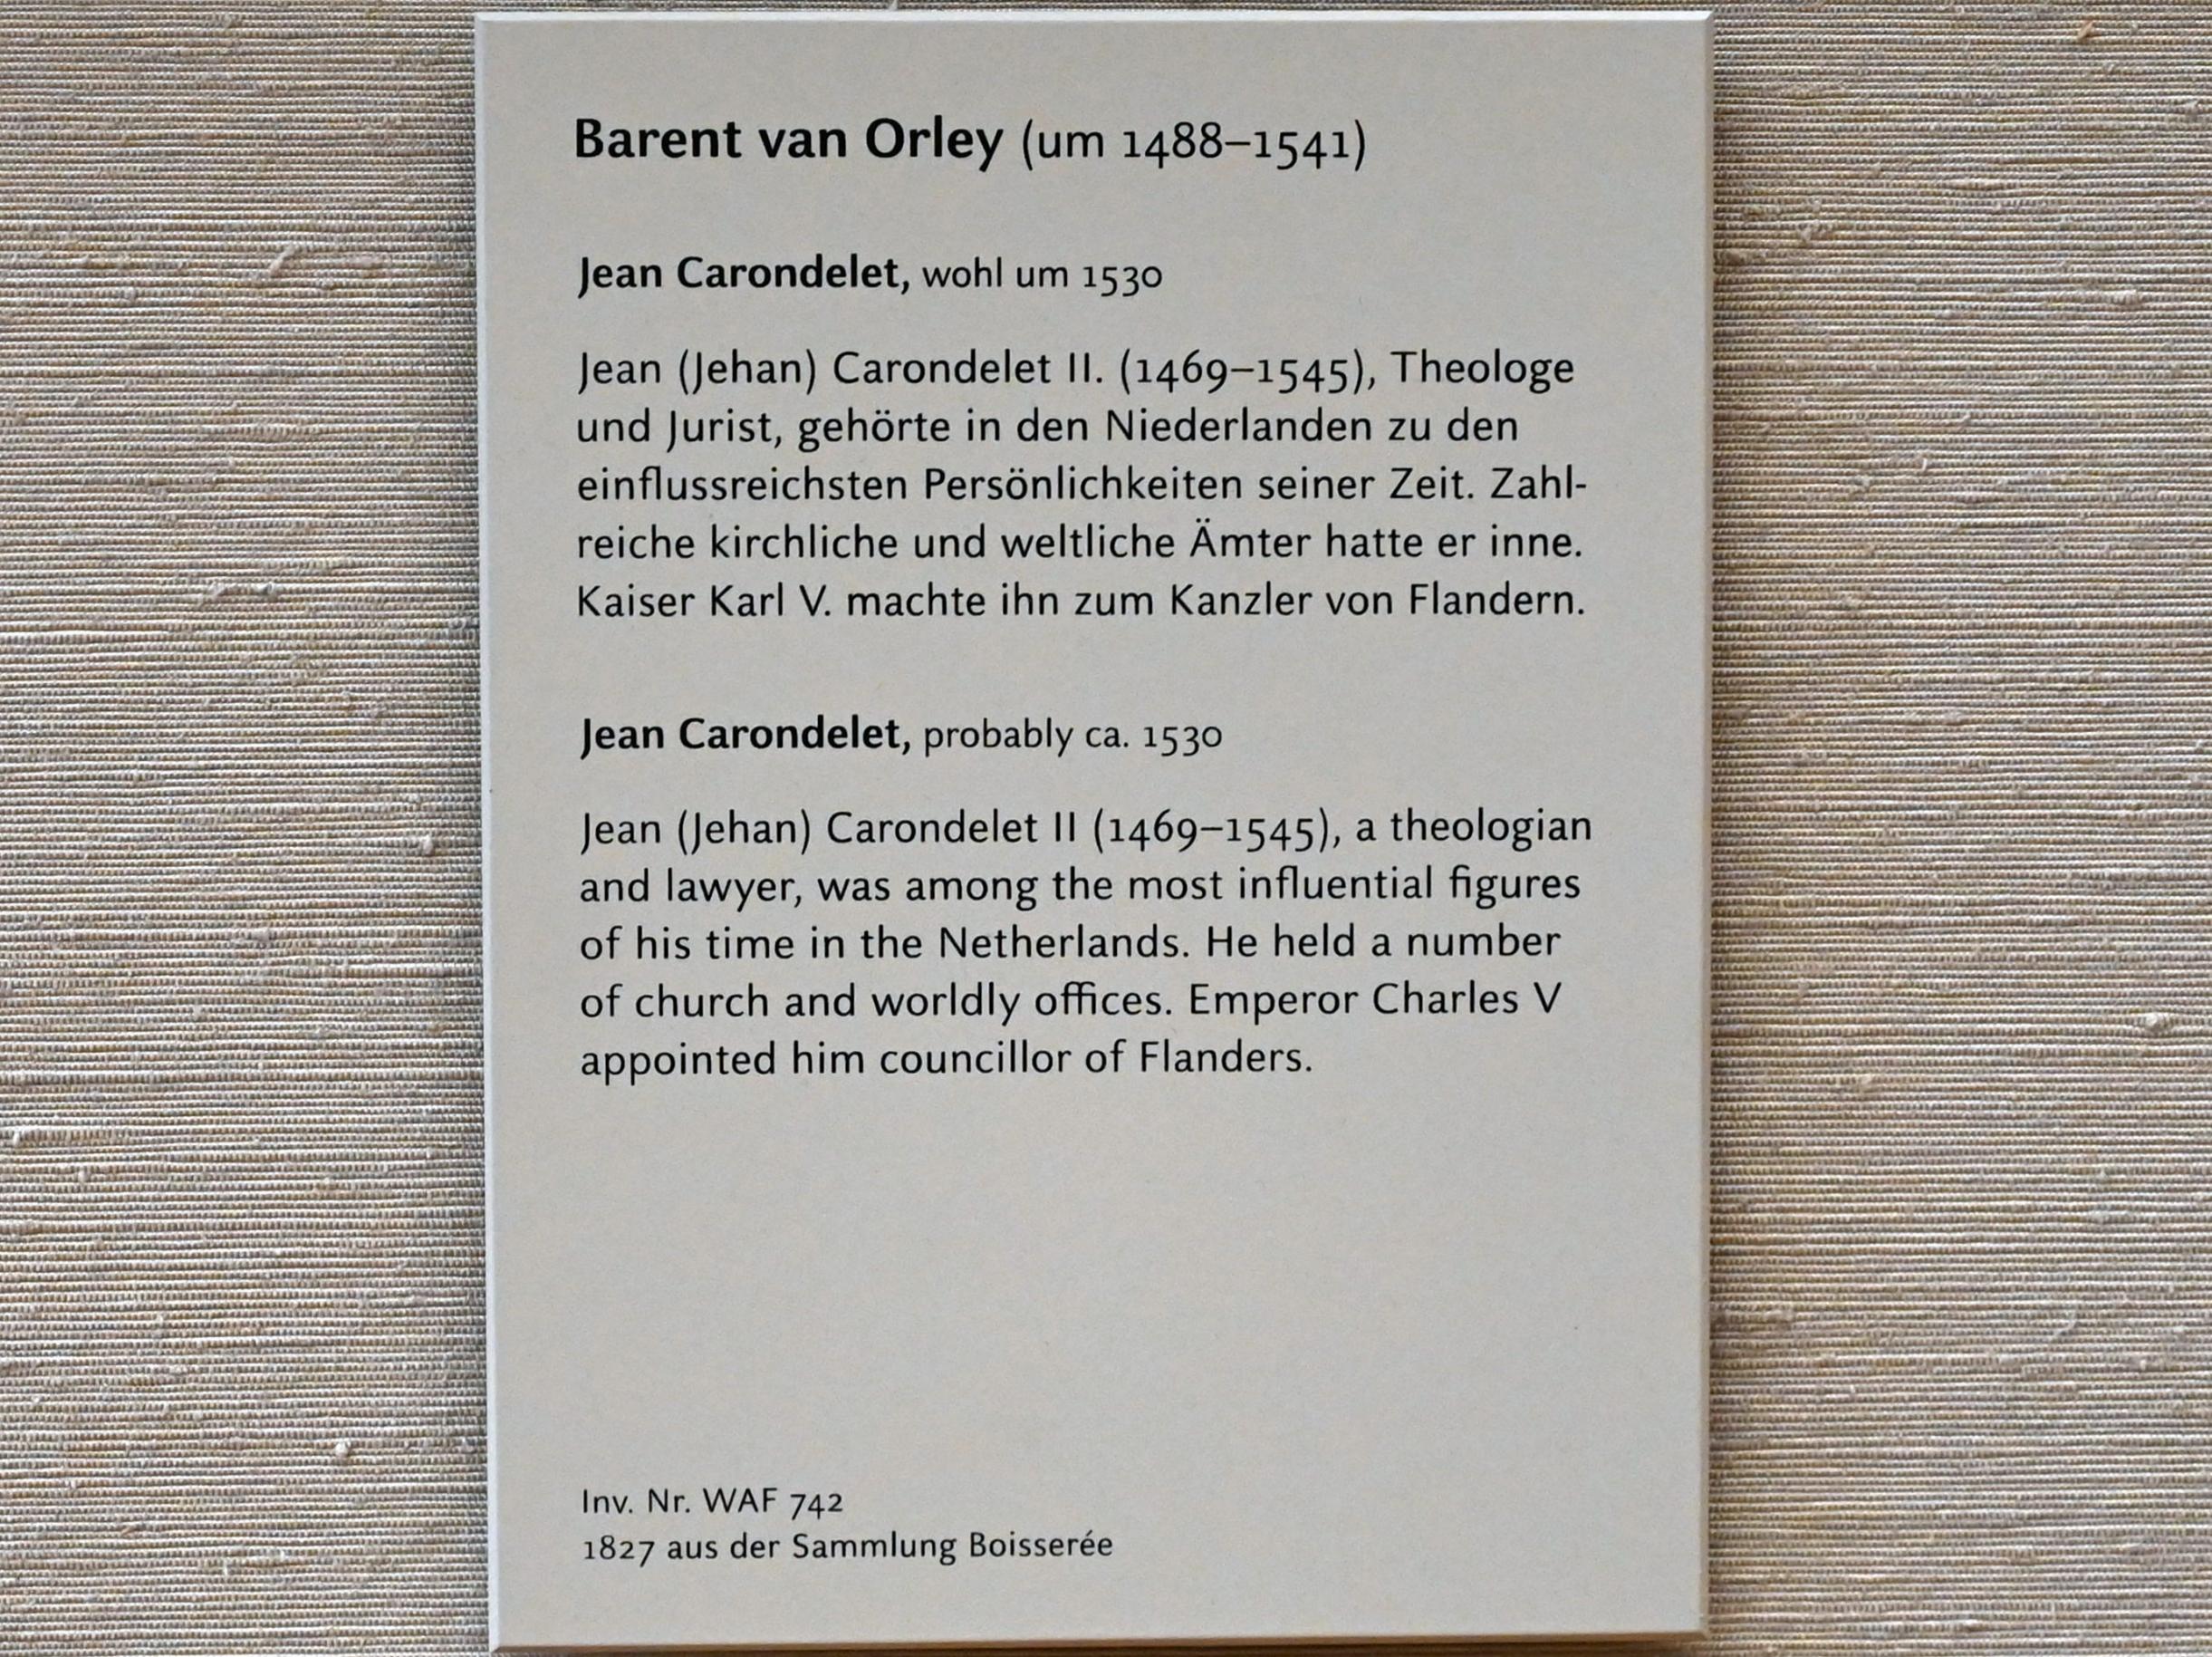 Barent van Orley (um 1488–1541)
Jean Carondelet, wohl um 1530
Jean (Jehan) Carondelet II. (1469–1545), Theologe
und Jurist, gehörte in den Niederlanden zu den
einflussreichsten Persönlichkeiten seiner Zeit. Zahl-
reiche kirchliche und weltliche Ämter hatte er inne.
Kaiser Karl V. machte ihn zum Kanzler von Flandern.
Jean Carondelet, probably ca. 1530
Jean (Jehan) Carondelet II (1469–1545), a theologian
and lawyer, was among the most influential figures
of his time in the Netherlands. He held a number
of church and worldly offices. Emperor Charles V
appointed him councillor of Flanders.
Inv. Nr. WAF 742
1827 aus der Sammlung Boisserée